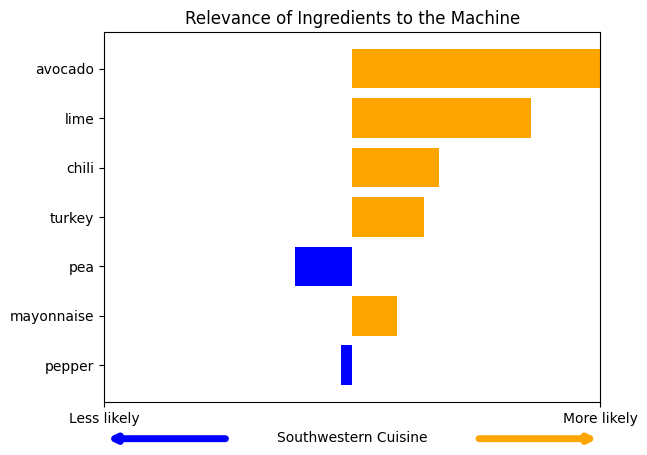 Relevance of Ingredients to the Machine
avocado
lime
chili
turkey
pea
mayonnaise
pepper
Less likely
More likely
Southwestern Cuisine